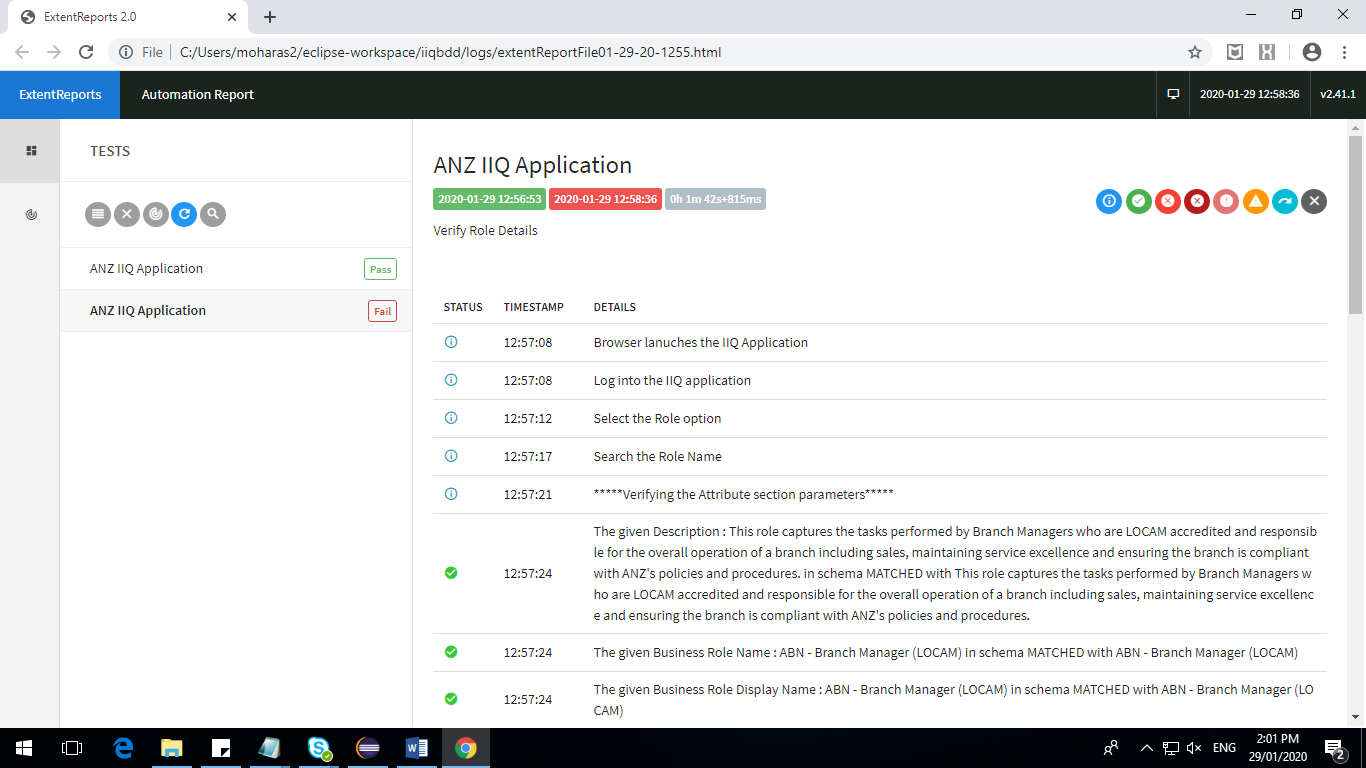 ExtentReports 2.0
File
C:/Users/moharas2/eclipse-workspace/iiqbdd/logs/extentReportFile01-29-20-1255.html
ExtentReports
Automation Report
2020-01-29 12:58:36
v2.41.1
TESTS
ANZ IIQ Application
Pass
ANZ IIQ Application
Fail
ANZ IIQ Application
2020-01-29 12:56:53
2020-01-29 12:58:36
0h 1m 42s+815ms
Verify Role Details
STATUS TIMESTAMP DETAILS
12:57:08 Browser lanuches the IIQ Application
12:57:08 Log into the IIQ application
12:57:12 Select the Role option
12:57:17 Search the Role Name
12:57:21 *****Verifying the Attribute section parameters*****
The given Description : This role captures the tasks performed by Branch Managers who are LOCAM accredited and responsib
le for the overall operation of a branch including sales, maintaining service excellence and ensuring the branch is compliant
12:57:24 with ANZ's policies and procedures. in schema MATCHED with This role captures the tasks performed by Branch Managers w
ho are LOCAM accredited and responsible for the overall operation of a branch including sales, maintaining service excellenc
e and ensuring the branch is compliant with ANZ's policies and procedures.
12:57:24 The given Business Role Name : ABN - Branch Manager (LOCAM) in schema MATCHED with ABN - Branch Manager (LOCAM)
12:57:24 The given Business Role Display Name : ABN - Branch Manager (LOCAM) in schema MATCHED with ABN - Branch Manager (LO
CAM)
ENG
2:01 PM
29/01/2020
2